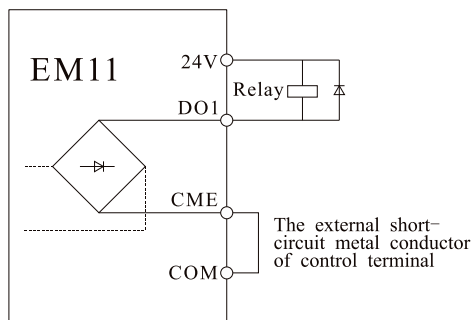 EM11
24V
Relay
DO1
CME
The external short-
circuit metal conductor
of control terminal
COM